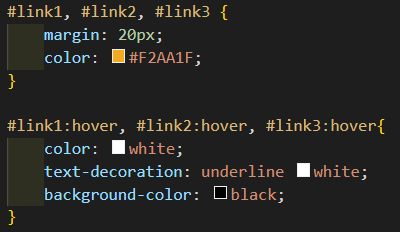 #link1, #link2, #link3 {
    margin: 20px;
    color: #F2AA1F;
}

#link1:hover, #link2:hover, #link3:hover{
    color: white;
    text-decoration: underline white;
    background-color: black;
}